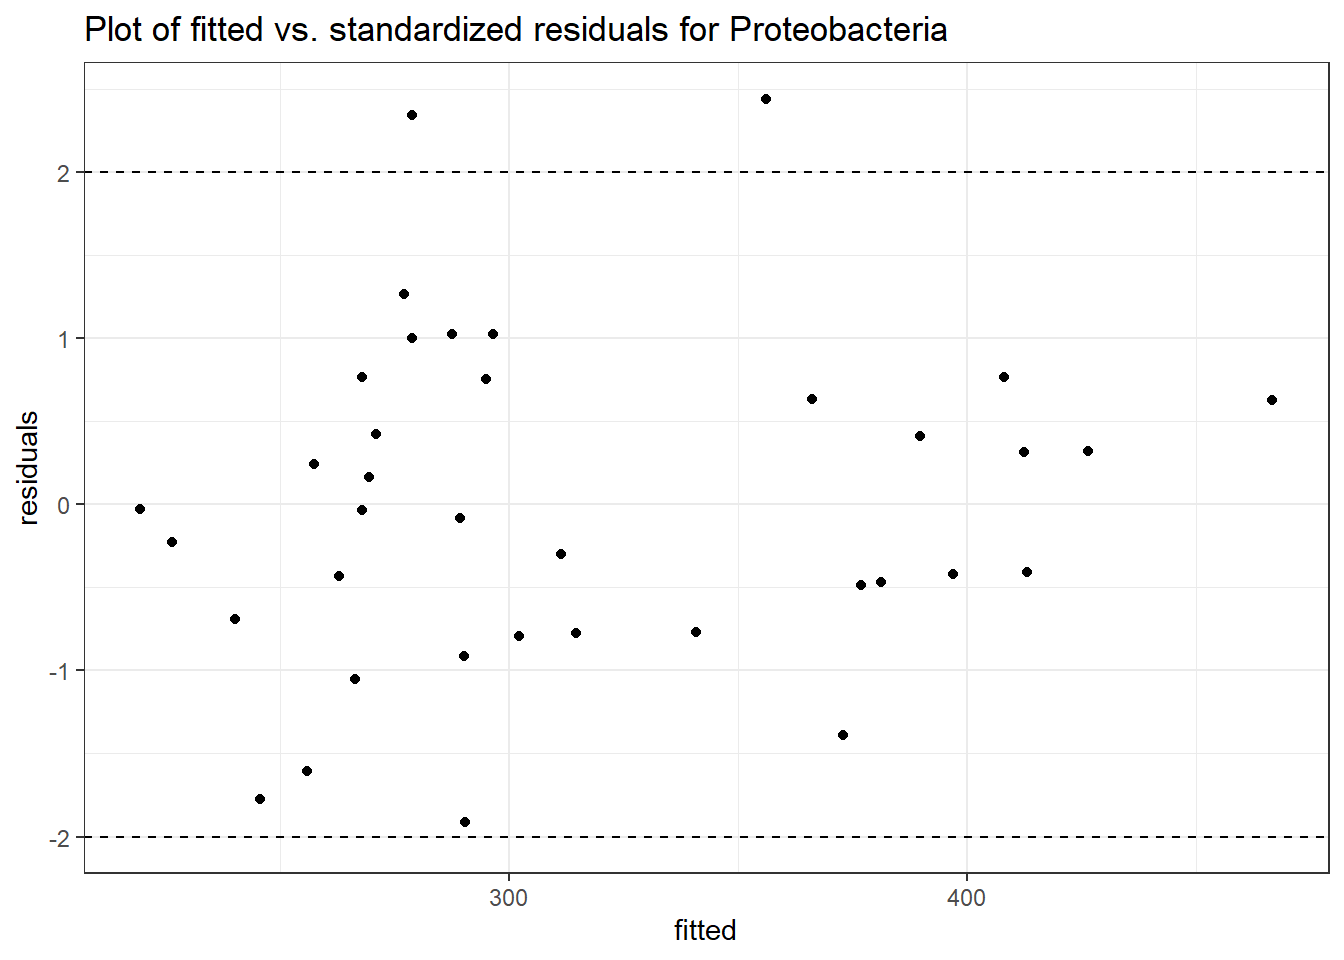 Plot of fitted vs. standardized residuals for Proteobacteria
2
1
0
-1
-2
residuals
300 400
fitted